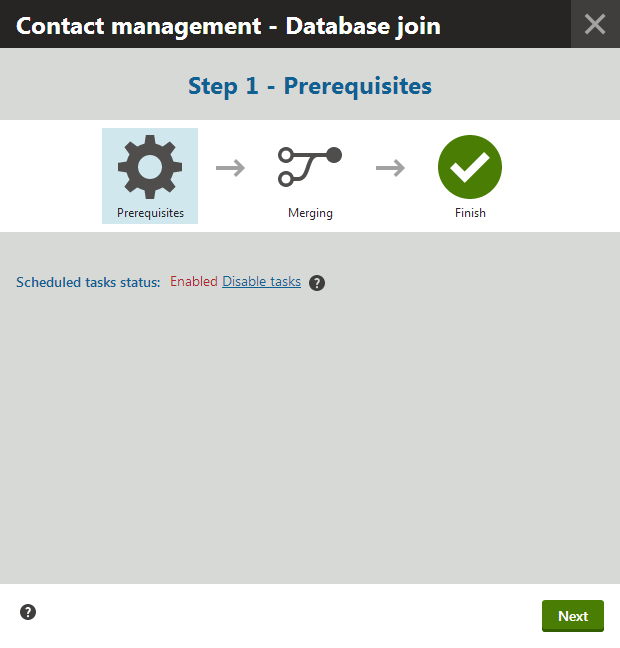 Contact management - Database join
Step 1 - Prerequisites
Prerequisites
Merging
Finish
Scheduled tasks status: Enabled Disable tasks ?
?
Next